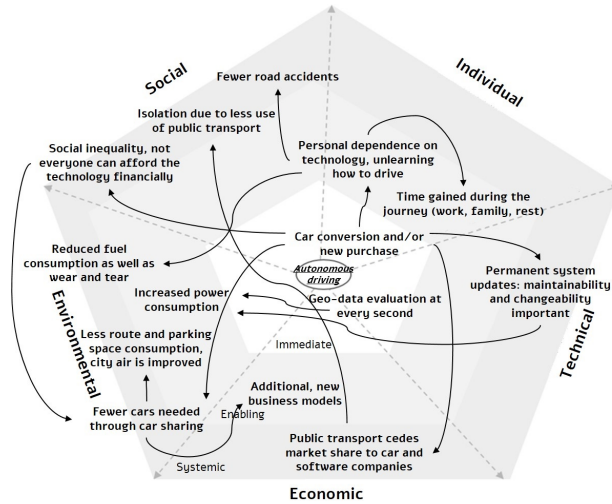 Social
Individual
Fewer road accidents
Isolation due to less use
of public transport
Social inequality, not
everyone can afford the
technology financially
Personal dependence on
technology, unlearning
how to drive
Time gained during the
journey (work, family, rest)
Car conversion and/or
new purchase
Autonomous
driving
Reduced fuel
consumption as well as
wear and tear
Increased power
consumption
Geo-data evaluation at
every second
Permanent system
updates: maintainability
and changeability
important
Environmental
Technical
Less route and parking
space consumption,
city air is improved
Immediate
Additional, new
business models
Enabling
Fewer cars needed
through car sharing
Systemic
Public transport cedes
market share to car and
software companies
Economic